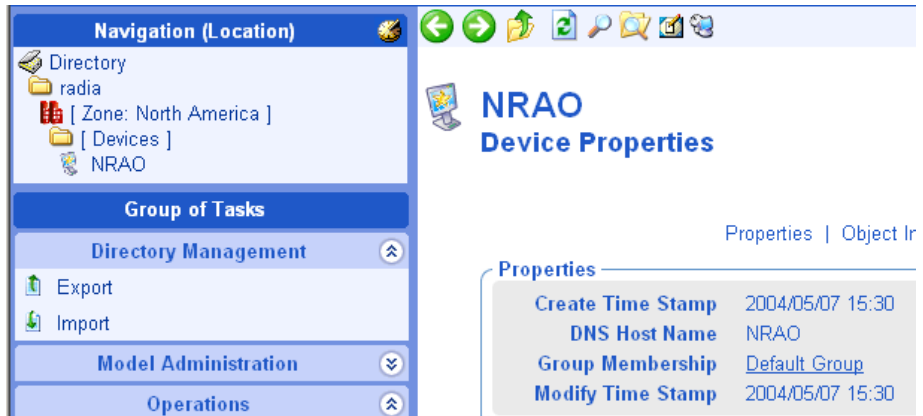 Navigation (Location)
Directory
radia
[ Zone: North America ]
[ Devices ]
NRAO
Group of Tasks
Directory Management
Export
Import
Model Administration
Operations
NRAO
Device Properties
Properties | Object In
Properties
Create Time Stamp 2004/05/07 15:30
DNS Host Name NRAO
Group Membership Default Group
Modify Time Stamp 2004/05/07 15:30